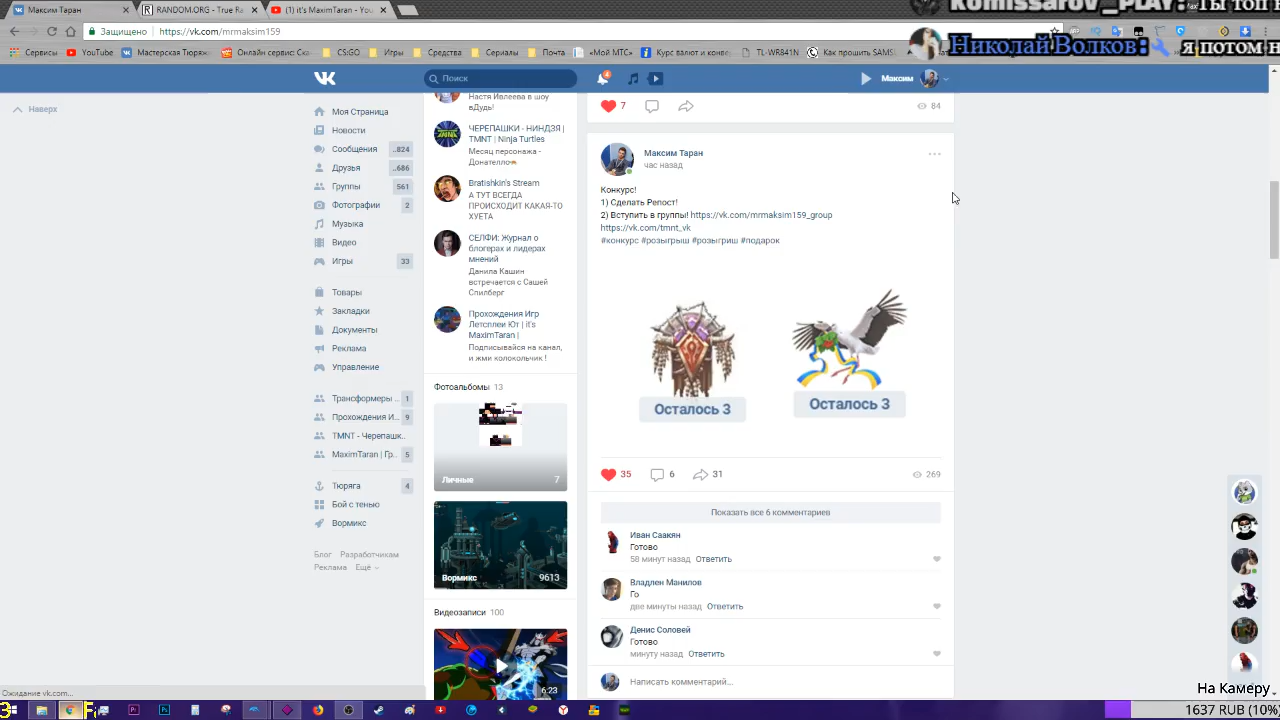 Максим Таран
RANDOM.ORG - True Ra
(1) it's MaximTaran - You
Komissarov_PLAY: Ты топ
Защищено
https://vk.com/mrmaksim159
Сервисы
YouTube
Мастерская Тюряж
Игры
Средства
Сериалы
Почта
«Мой МТС»
Курс валют и конве
TL-WR841N
Как прошить SAMS
Николай Волков:
я потом н
Поиск
4
Максим
Наверх
Моя Страница
Новости
Сообщения
..824
Друзья
..686
Группы
561
Фотографии
2
Музыка
Видео
Игры
33
Товары
Закладки
Документы
Реклама
Управление
Трансформеры ...
1
Прохождения И...
9
TMNT - Черепашк..
MaximTaran | Гр..
5
Тюряга
4
Бой с тенью
Вормикс
Блог
Разработчикам
Реклама
Ещё
Настя Ивлеева в шоу
вДудь!
ЧЕРЕПАШКИ - НИНДЗЯ |
TMNT | Ninja Turtles
Месяц персонажа -
Донателло
Bratishkin's Stream
А ТУТ ВСЕГДА
ПРОИСХОДИТ КАКАЯ-ТО
ХУЕТА
СЕЛФИ: Журнал о
блогерах и лидерах
мнений
Данила Кашин
встречается с Сашей
Спилберг
Прохождения Игр
Летсплеи Ют | it's
MaximTaran |
Подписывайся на канал,
и жми колокольчик !
Фотоальбомы 13
Личные
7
Вормикс
9613
Видеозаписи 100
6:23
7
84
Максим Таран
час назад
Конкурс!
1) Сделать Репост!
2) Вступить в группы! https://vk.com/mrmaksim159_group
https://vk.com/tmnt_vk
#конкурс #розыгрыш #розыгриш #подарок
Осталось 3
Осталось 3
35
6
31
269
Показать все 6 комментариев
Иван Саакян
Готово
58 минут назад
Ответить
Владлен Манилов
Го
две минуты назад
Ответить
Денис Соловей
Готово
минуту назад
Ответить
Написать комментарий...
Ожидание vk.com...
На Камеру
1637 RUB (10%)